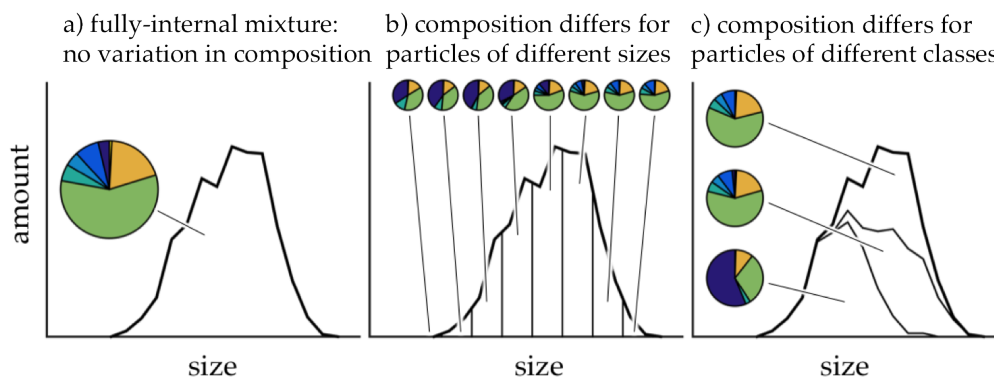 a) fully-internal mixture:
no variation in composition
b) composition differs for
particles of different sizes
c) composition differs for
particles of different classes
amount
size
size
size